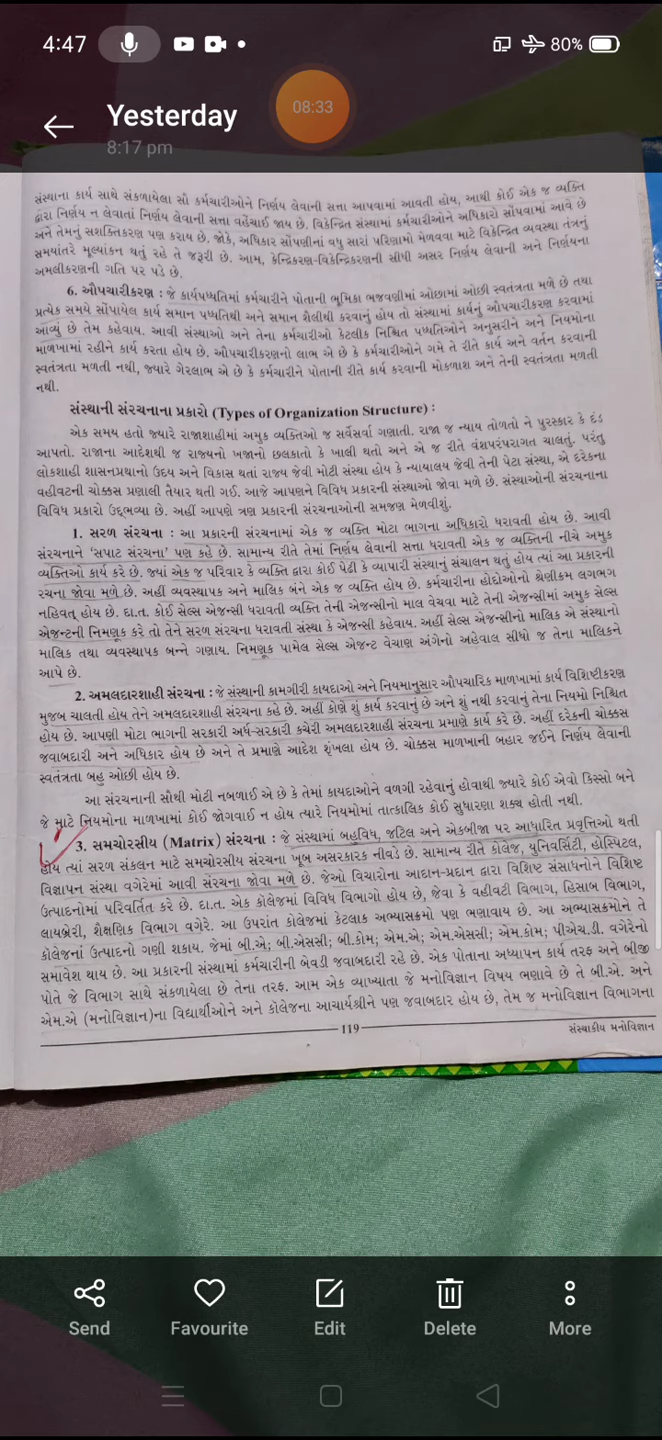 4:47
80%
Yesterday
8:17 pm
08:33
સંસ્થાના કાર્ય સાથે સંકળાયેલા સૌ કર્મચારીઓને નિર્ણય લેવાની સત્તા આપવામાં આવતી હોય, આથી કોઈ એક જ વ્યક્તિ
દ્વારા નિર્ણય ન લેવાતાં નિર્ણય લેવાની સત્તા વહેંચાઈ જાય છે. વિકેન્દ્રિત સંસ્થામાં કર્મચારીઓને અધિકારો સોંપવામાં આવે છે
અને તેમનું સશક્તિકરણ પણ કરાય છે. જોકે, અધિકાર સોંપણીનાં વધુ સારાં પરિણામો મેળવવા માટે વિકેન્દ્રિત વ્યવસ્થા તંત્રનું
સમયાંતરે મૂલ્યાંકન થતું રહે તે જરૂરી છે. આમ, કેન્દ્રિકરણ-વિકેન્દ્રિકરણની સીધી અસર નિર્ણય લેવાની અને નિર્ણયના
અમલીકરણની ગતિ પર પડે છે.
6. ઔપચારીકરણ : જે કાર્યપધ્ધતિમાં કર્મચારીને પોતાની ભૂમિકા ભજવણીમાં ઓછામાં ઓછી સ્વતંત્રતા મળે છે તથા
પ્રત્યેક સમયે સોંપાયેલ કાર્ય સમાન પધ્ધતીથી અને સમાન શૈલીથી કરવાનું હોય તો સંસ્થામાં કાર્યનું ઔપચારીકરણ કરવામાં
આવ્યું છે તેમ કહેવાય. આવી સંસ્થાઓ અને તેના કર્મચારીઓ કેટલીક નિશ્ચિત પધ્ધતિઓને અનુસરીને અને નિયમોના
માળખામાં રહીને કાર્ય કરતા હોય છે. ઔપચારીકરણનો લાભ એ છે કે કર્મચારીઓને ગમે તે રીતે કાર્ય અને વર્તન કરવાની
સ્વતંત્રતા મળતી નથી, જ્યારે ગેરલાભ એ છે કે કર્મચારીને પોતાની રીતે કાર્ય કરવાની મોકળાશ અને તેની સ્વતંત્રતા મળતી
નથી.
સંસ્થાની સંરચનાના પ્રકારો (Types of Organization Structure) :
એક સમય હતો જ્યારે રાજાશાહીમાં અમુક વ્યક્તિઓ જ સર્વેસર્વા ગણાતી. રાજા જ ન્યાય તોળતો ને પુરસ્કાર કે દંડ
આપતો. રાજાના આદેશથી જ રાજ્યનો ખજાનો છલકાતો કે ખાલી થતો અને એ જ રીતે વંશપરંપરાગત ચાલતું. પરંતુ
લોકશાહી શાસનપ્રથાનો ઉદય અને વિકાસ થતાં રાજ્ય જેવી મોટી સંસ્થા હોય કે ન્યાયાલય જેવી તેની પેટા સંસ્થા, એ દરેકના
વહીવટની ચોક્કસ પ્રણાલી તૈયાર થતી ગઈ. આજે આપણને વિવિધ પ્રકારની સંસ્થાઓ જોવા મળે છે. સંસ્થાઓની સંરચનાના
વિવિધ પ્રકારો ઉદ્દભવ્યા છે. અહીં આપણે ત્રણ પ્રકારની સંરચનાઓની સમજણ મેળવીશું.
1. સરળ સંરચના : આ પ્રકારની સંરચનામાં એક જ વ્યક્તિ મોટા ભાગના અધિકારો ધરાવતી હોય છે. આવી
સંરચનાને 'સપાટ સંરચના' પણ કહે છે. સામાન્ય રીતે તેમાં નિર્ણય લેવાની સત્તા ધરાવતી એક જ વ્યક્તિની નીચે અમુક
વ્યક્તિઓ કાર્ય કરે છે. જ્યાં એક જ પરિવાર કે વ્યક્તિ દ્વારા કોઈ પેઢી કે વ્યાપારી સંસ્થાનું સંચાલન થતું હોય ત્યાં આ પ્રકારની
રચના જોવા મળે છે. અહીં વ્યવસ્થાપક અને માલિક બંને એક જ વ્યક્તિ હોય છે. કર્મચારીના હોદાઓનો શ્રેણીક્રમ લગભગ
નહિવત્ હોય છે. દા.ત. કોઈ સેલ્સ એજન્સી ધરાવતી વ્યક્તિ તેની એજન્સીનો માલ વેચવા માટે તેની એજન્સીમાં અમુક સેલ્સ
એજન્ટની નિમણૂક કરે તો તેને સરળ સંરચના ધરાવતી સંસ્થા કે એજન્સી કહેવાય. અહીં સેલ્સ એજન્સીનો માલિક એ સંસ્થાનો
માલિક તથા વ્યવસ્થાપક બન્ને ગણાય. નિમણૂક પામેલ સેલ્સ એજન્ટ વેચાણ અંગેનો અહેવાલ સીધો જ તેના માલિકને
આપે છે.
2. અમલદારશાહી સંરચના : જે સંસ્થાની કામગીરી કાયદાઓ અને નિયમાનુસાર ઔપચારિક માળખામાં કાર્ય વિશિષ્ટીકરણ
મુજબ ચાલતી હોય તેને અમલદારશાહી સંરચના કહે છે. અહીં કોણે શું કાર્ય કરવાનું છે અને શું નથી કરવાનું તેના નિયમો નિશ્ચિત
હોય છે. આપણી મોટા ભાગની સરકારી અર્ધ-સરકારી કચેરી અમલદારશાહી સંરચના પ્રમાણે કાર્ય કરે છે. અહીં દરેકની ચોક્કસ
જવાબદારી અને અધિકાર હોય છે અને તે પ્રમાણે આદેશ શૃંખલા હોય છે. ચોક્કસ માળખાની બહાર જઈને નિર્ણય લેવાની
સ્વતંત્રતા બહુ ઓછી હોય છે.
આ સંરચનાની સૌથી મોટી નબળાઈ એ છે કે તેમાં કાયદાઓને વળગી રહેવાનું હોવાથી જ્યારે કોઈ એવો કિસ્સો બને
જે માટે નિયમોના માળખામાં કોઈ જોગવાઈ ન હોય ત્યારે નિયમોમાં તાત્કાલિક કોઈ સુધારણા શક્ય હોતી નથી.
3. સમચોરસીય (Matrix) સંરચના : જે સંસ્થામાં બહુવિધ, જટિલ અને એકબીજા પર આધારિત પ્રવૃત્તિઓ થતી
હોય ત્યાં સરળ સંકલન માટે સમચોરસીય સંરચના ખૂબ અસરકારક નીવડે છે. સામાન્ય રીતે કૉલેજ, યુનિવર્સિટી, હોસ્પિટલ,
વિજ્ઞાપન સંસ્થા વગેરેમાં આવી સંરચના જોવા મળે છે. જેઓ વિચારોના આદાન-પ્રદાન દ્વારા વિશિષ્ટ સંસાધનોને વિશિષ્ટ
ઉત્પાદનોમાં પરિવર્તિત કરે છે. દા.ત. એક કૉલેજમાં વિવિધ વિભાગો હોય છે, જેવા કે વહીવટી વિભાગ, હિસાબ વિભાગ,
લાયબ્રેરી, શૈક્ષણિક વિભાગ વગેરે. આ ઉપરાંત કૉલેજમાં કેટલાક અભ્યાસક્રમો પણ ભણાવાય છે. આ અભ્યાસક્રમોને તે
કૉલેજનાં ઉત્પાદનો ગણી શકાય. જેમાં બી.એ; બી.એસસી; બી.કોમ; એમ.એ; એમ.એસસી; એમ.કોમ; પીએચ.ડી. વગેરેનો
સમાવેશ થાય છે. આ પ્રકારની સંસ્થામાં કર્મચારીની બેવડી જવાબદારી રહે છે. એક પોતાના અધ્યાપન કાર્ય તરફ અને બીજી
પોતે જે વિભાગ સાથે સંકળાયેલા છે તેના તરફ. આમ એક વ્યાખ્યાતા જે મનોવિજ્ઞાન વિષય ભણાવે છે તે બી.એ. અને
એમ.એ (મનોવિજ્ઞાન)ના વિદ્યાર્થીઓને અને કૉલેજના આચાર્યશ્રીને પણ જવાબદાર હોય છે, તેમ જ મનોવિજ્ઞાન વિભાગના
119
સંસ્થાકીય મનોવિજ્ઞાન
Send
Favourite
Edit
Delete
More